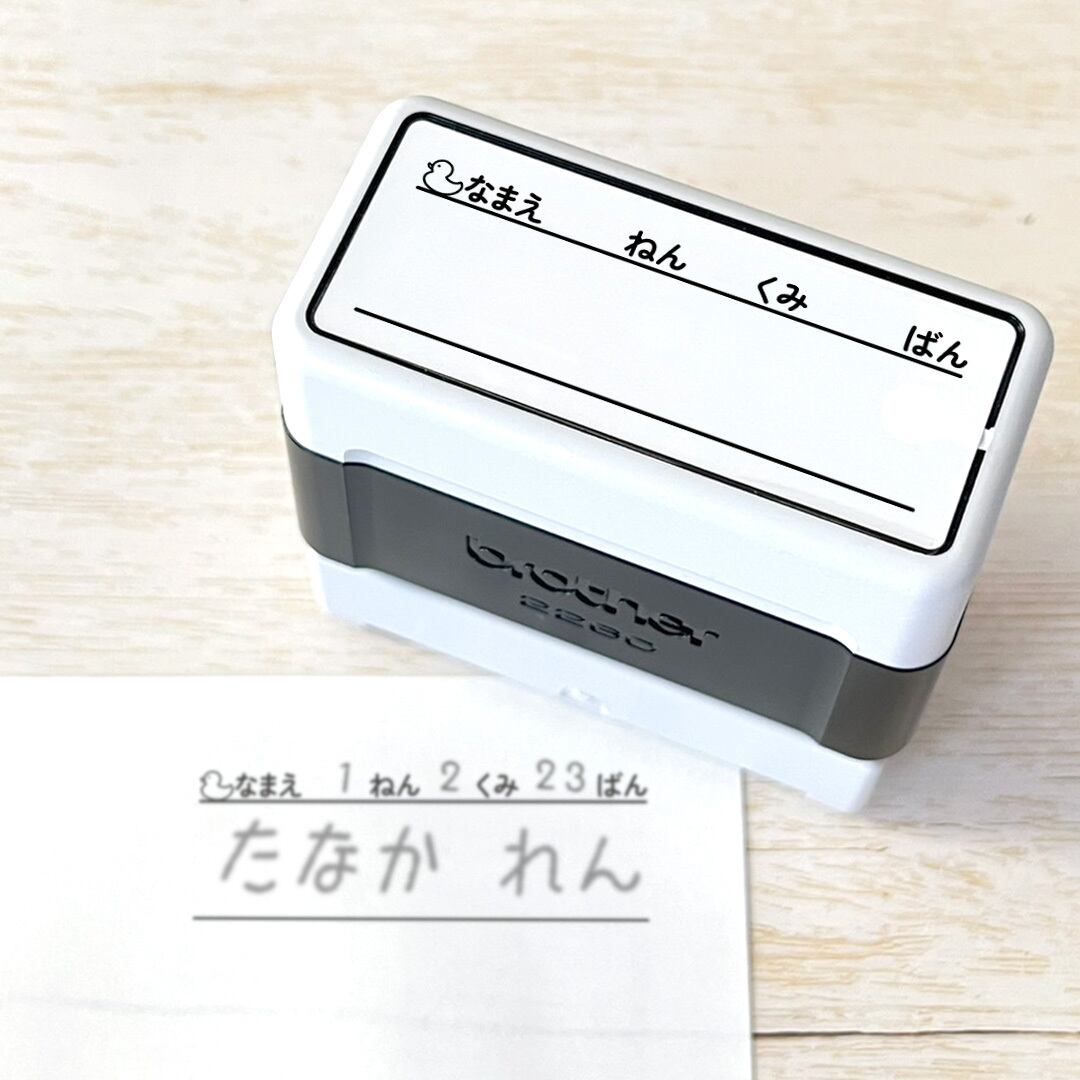 なまえ ねん くみ ばん
brother
2260
なまえ 1 ねん 2 くみ 23 ばん
たなか れん